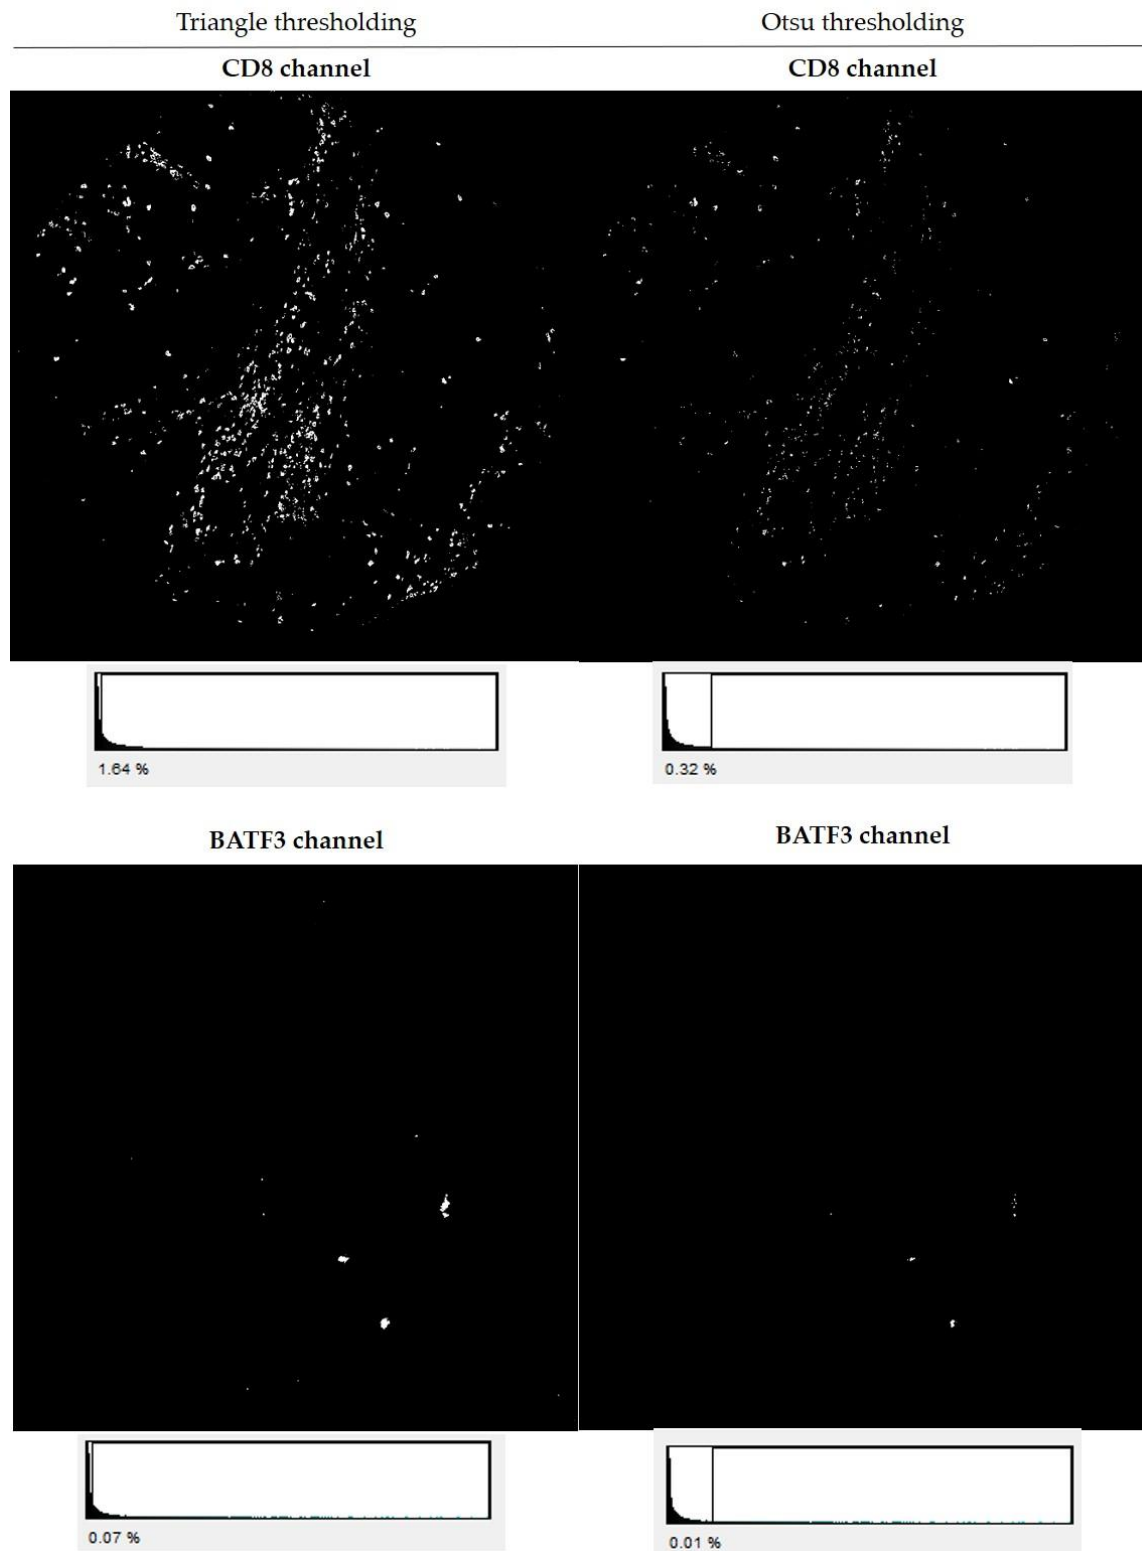 Triangle thresholding
Otsu thresholding
CD8 channel
CD8 channel
1.64 %
0.32 %
BATF3 channel
BATF3 channel
0.07 %
0.01 %